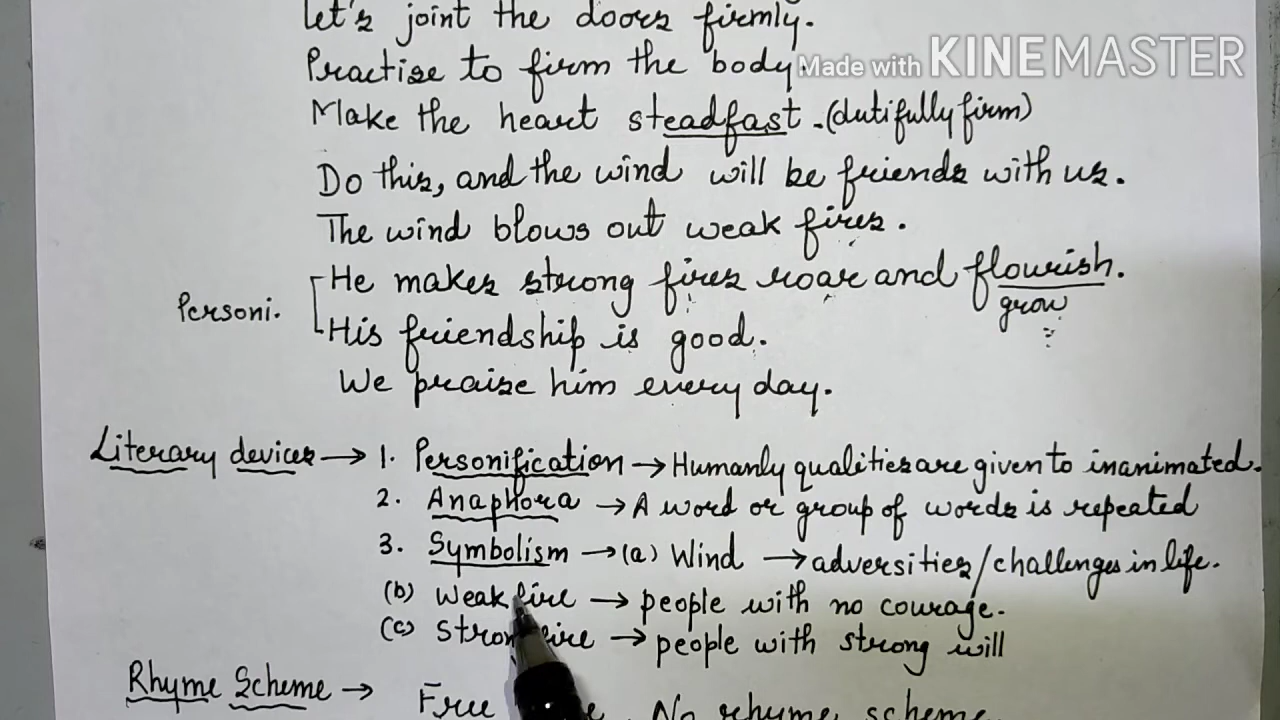 Let's joint the doors firmly.
Practise to firm the body.
Made with KINEMASTER
Make the heart steadfast. (dutifully firm)
Do this, and the wind will be friends with us.
The wind blows out weak fires.
He makes strong fires roar and flourish.
grow
Personi.
His friendship is good.
We praise him every day.
Literary devices → 1. Personification → Humanly qualities are given to inanimated.
2. Anaphora → A word or group of words is repeated
3. Symbolism → (a) Wind → adversities/challenges in life.
(b) Weak fire → people with no courage.
(c) Strong fire → people with strong will
Rhyme Scheme → Free No rhyme scheme.